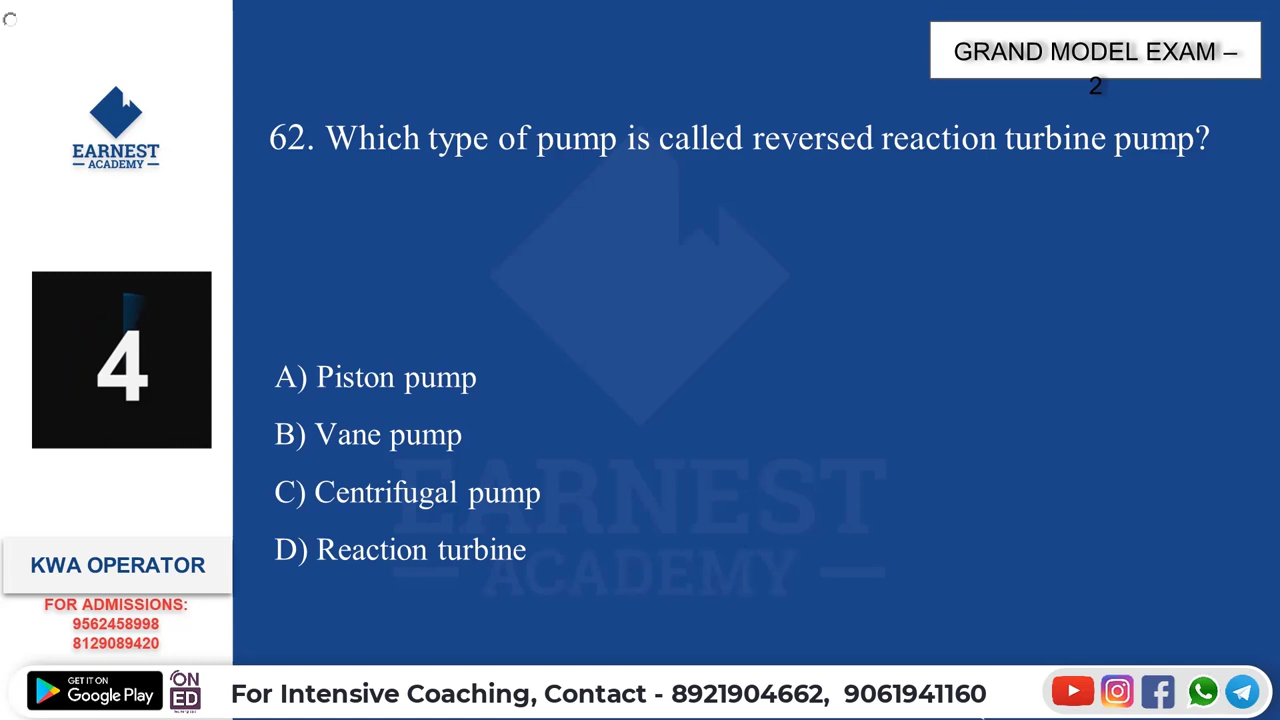 GRAND MODEL EXAM –
2
EARNEST
ACADEMY
62. Which type of pump is called reversed reaction turbine pump?
4
A) Piston pump
B) Vane pump
C) Centrifugal pump
D) Reaction turbine
EARNEST
ACADEMY
KWA OPERATOR
FOR ADMISSIONS:
9562458998
8129089420
GET IT ON
Google Play
ON
ED
For Intensive Coaching, Contact - 8921904662, 9061941160